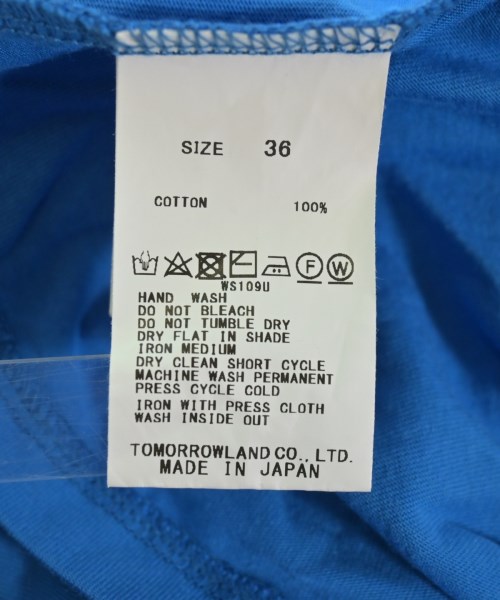 SIZE 36
COTTON 100%
F W
WS109U
HAND WASH
DO NOT BLEACH
DO NOT TUMBLE DRY
DRY FLAT IN SHADE
IRON MEDIUM
DRY CLEAN SHORT CYCLE
MACHINE WASH PERMANENT
PRESS CYCLE COLD
IRON WITH PRESS CLOTH
WASH INSIDE OUT
TOMORROWLAND CO., LTD.
MADE IN JAPAN